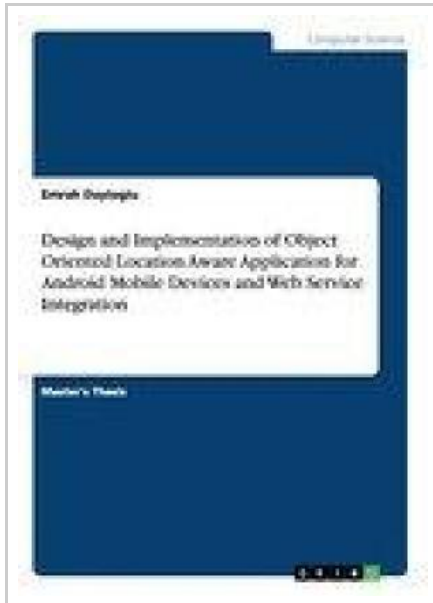 Computer Science
Emrah
Design and Implementation of Object
Oriented Location Aware Application for
Android Mobile Devices and Web Service
Integration
Master's Thesis
GRIN